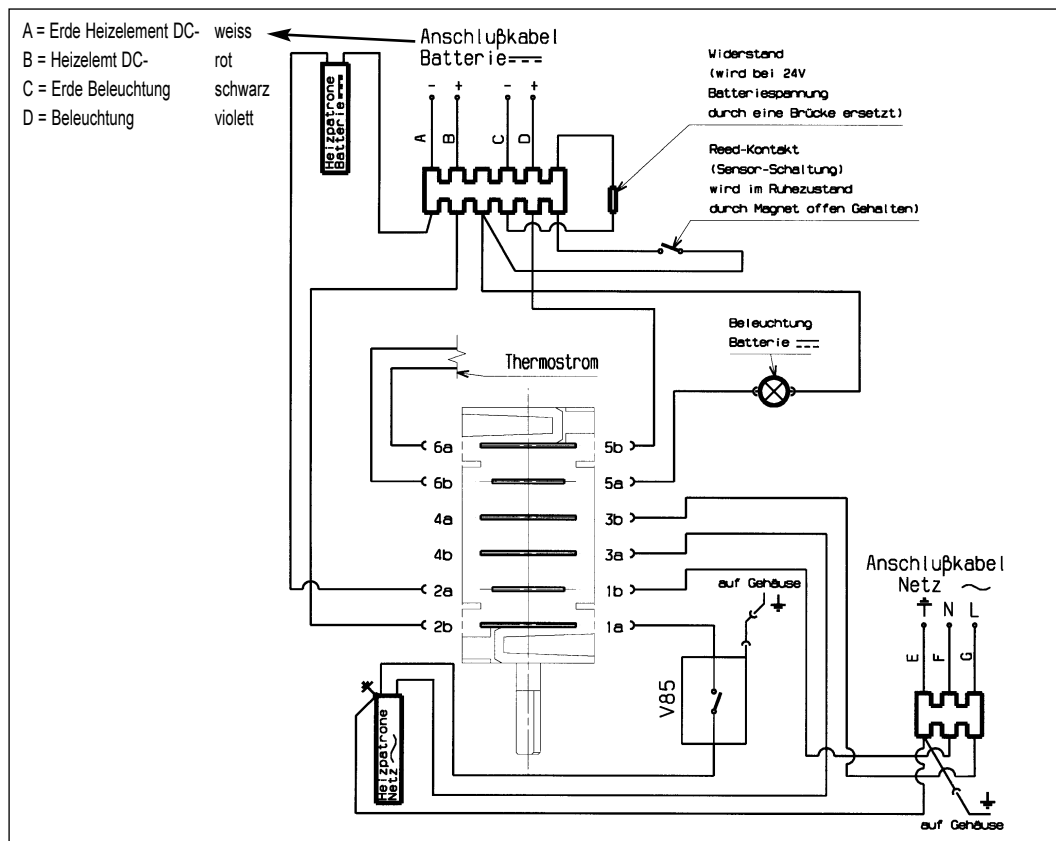 A = Erde Heizelement DC- weiss
B = Heizelemt DC- rot
C = Erde Beleuchtung schwarz
D = Beleuchtung violett
Anschlußkabel
Batterie
- + - +
A B C D
Heizpatrone
Batterie
Widerstand
(wird bei 24V
Batteriespannung
durch eine Brücke ersetzt)
Reed-Kontakt
(Sensor-Schaltung)
wird im Ruhezustand
durch Magnet offen Gehalten)
Beleuchtung
Batterie
Thermostrom
6a 5b
6b 5a
4a 3b
4b 3a
2a 1b
2b 1a
auf Gehäuse
V85
Anschlußkabel
Netz ~
N L
E F G
Heizpatrone
Netz ~
auf Gehäuse